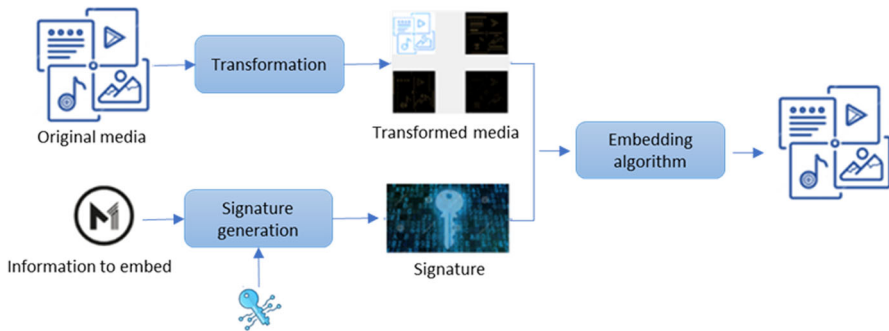 Transformation
Original media
Transformed media
Embedding
algorithm
Signature
generation
Information to embed
Signature